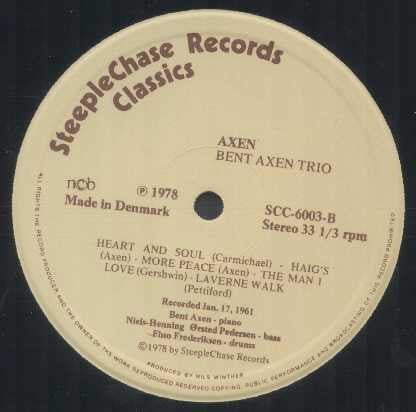 SteepleChase Records
Classics
AXEN
BENT AXEN TRIO
ncb
℗ 1978
Made in Denmark
SCC-6003-B
Stereo 33 1/3 rpm
HEART AND SOUL (Carmichael) - HAIG'S
(Axen) - MORE PEACE (Axen) - THE MAN I
LOVE (Gershwin) - LAVERNE WALK
(Pettiford)
Recorded Jan. 17, 1961
Bent Axen - piano
Niels-Henning Ørsted Pedersen - bass
Finn Frederiksen - drums
©1978 by SteepleChase Records
PRODUCED BY NILS WINTHER
ALL RIGHTS OF THE RECORD PRODUCER AND THE OWNER OF THE WORK REPRODUCED RESERVED COPYING, PUBLIC PERFORMANCE AND BROADCASTING OF THIS RECORD PROHIBITED